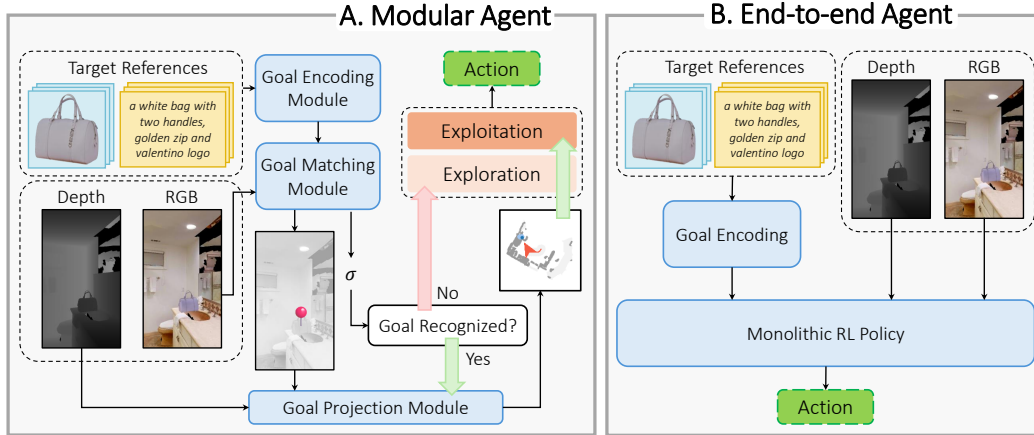 A. Modular Agent
Target References
a white bag with
two handles,
golden zip and
valentino logo
Goal Encoding
Module
Goal Matching
Module
Depth
RGB
σ
Action
Exploitation
Exploration
No
Goal Recognized?
Yes
Goal Projection Module
B. End-to-end Agent
Target References
a white bag with
two handles,
golden zip and
valentino logo
Depth
RGB
Goal Encoding
Monolithic RL Policy
Action